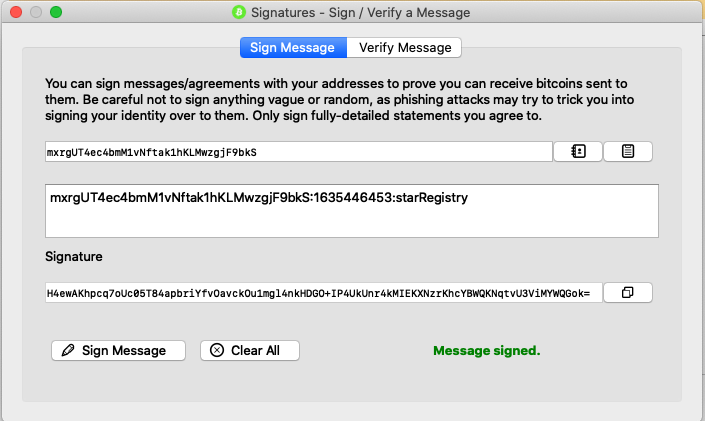 Signatures - Sign / Verify a Message
Sign Message
Verify Message
You can sign messages/agreements with your addresses to prove you can receive bitcoins sent to
them. Be careful not to sign anything vague or random, as phishing attacks may try to trick you into
signing your identity over to them. Only sign fully-detailed statements you agree to.
mxrgUT4ec4bmM1vNftak1hKLMwzgjF9bkS
mxrgUT4ec4bmM1vNftak1hKLMwzgjF9bkS:1635446453:starRegistry
Signature
H4ewAKhpcq7oUc05T84apbriYfvOavckOu1mgl4nkHDGO+IP4UkUnr4kMIEKXNzrKhcYBWQKNqtvU3ViMYWQGok=
Sign Message
Clear All
Message signed.